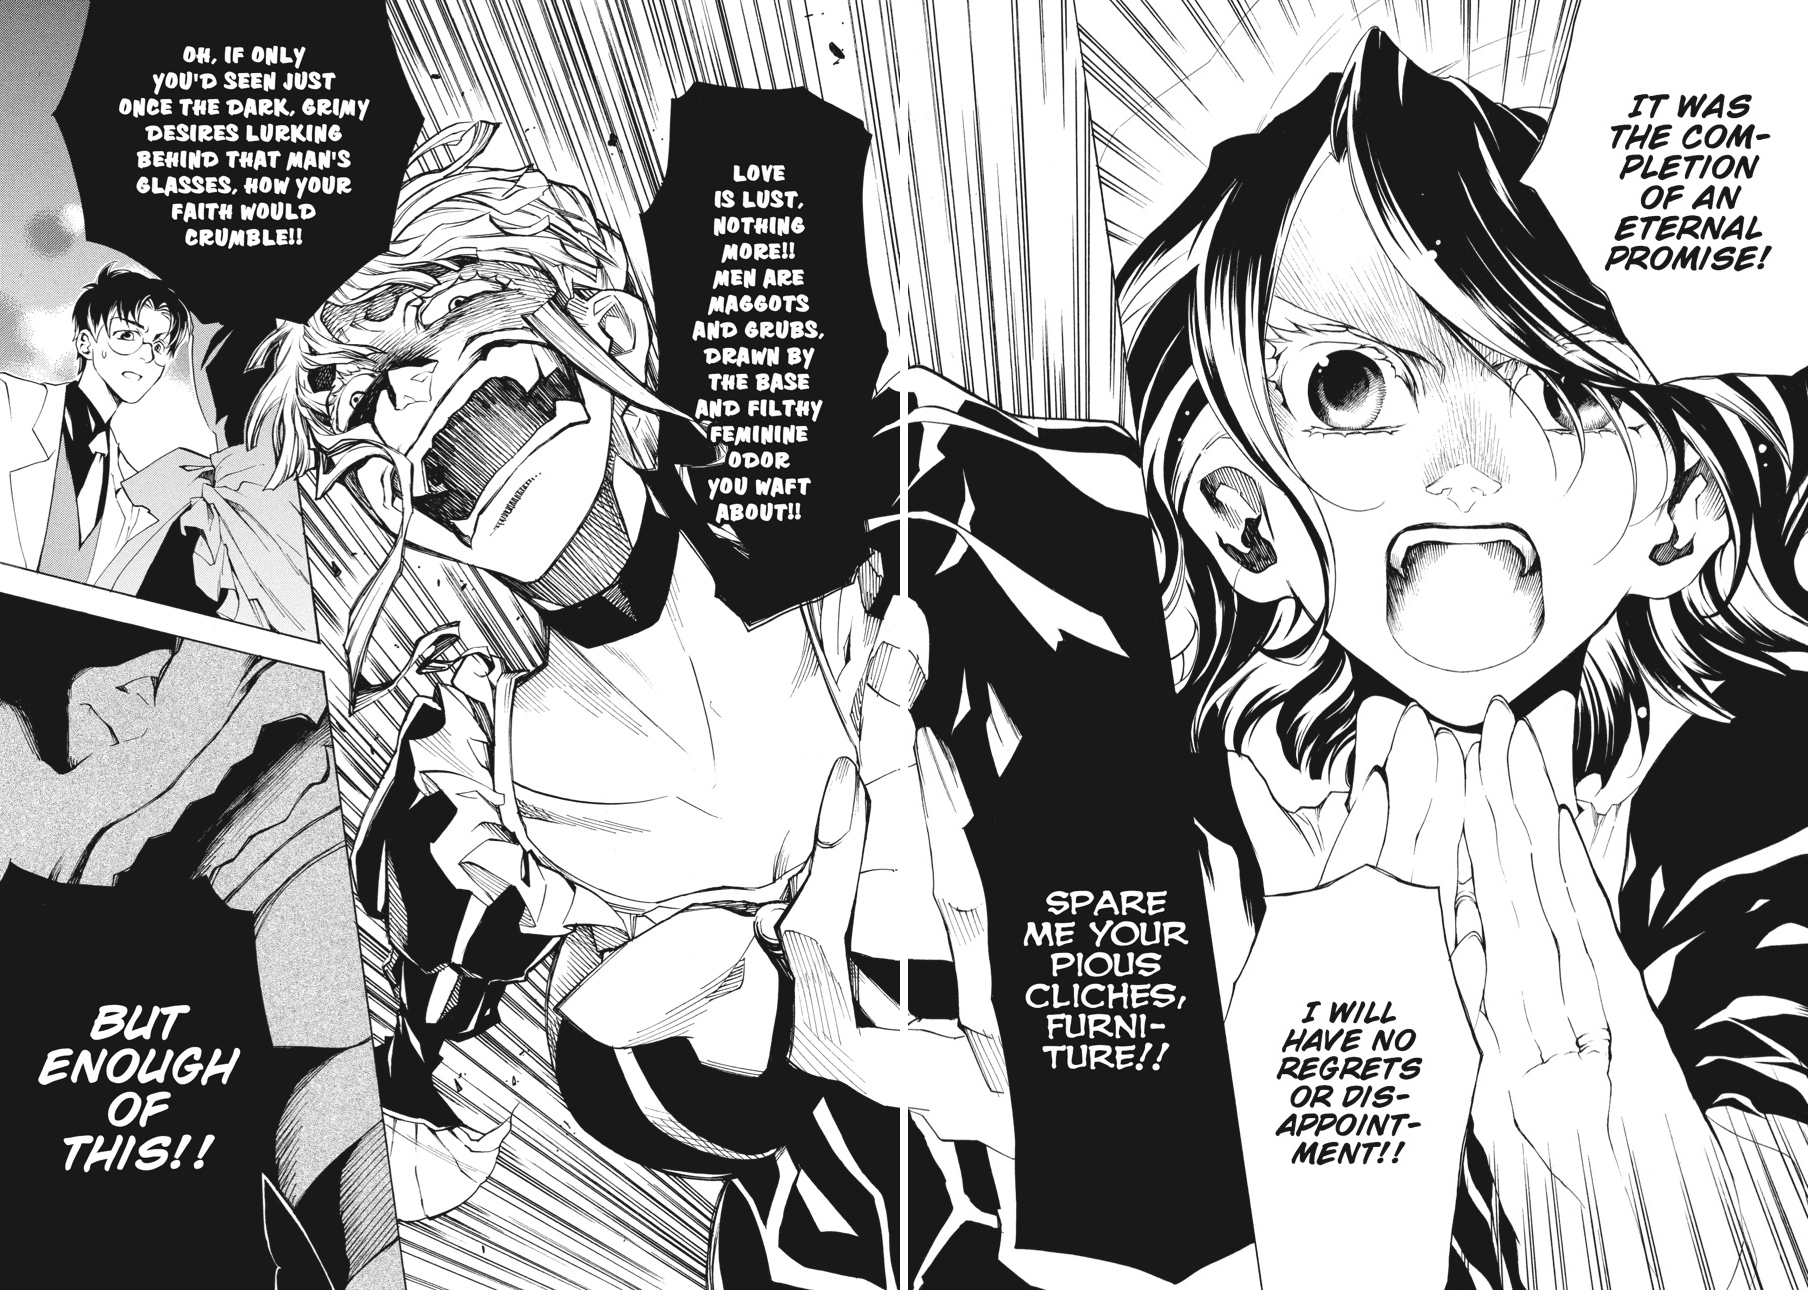 IT WAS
THE COM-
PLETION
OF AN
ETERNAL
PROMISE!
I WILL
HAVE NO
REGRETS
OR DIS-
APPOINT-
MENT!!
SPARE
ME YOUR
PIOUS
CLICHES,
FURNI-
TURE!!
LOVE
IS LUST,
NOTHING
MORE!!
MEN ARE
MAGGOTS
AND GRUBS,
DRAWN BY
THE BASE
AND FILTHY
FEMININE
ODOR
YOU WAFT
ABOUT!!
OH, IF ONLY
YOU'D SEEN JUST
ONCE THE DARK, GRIMY
DESIRES LURKING
BEHIND THAT MAN'S
GLASSES, HOW YOUR
FAITH WOULD
CRUMBLE!!
BUT
ENOUGH
OF
THIS!!